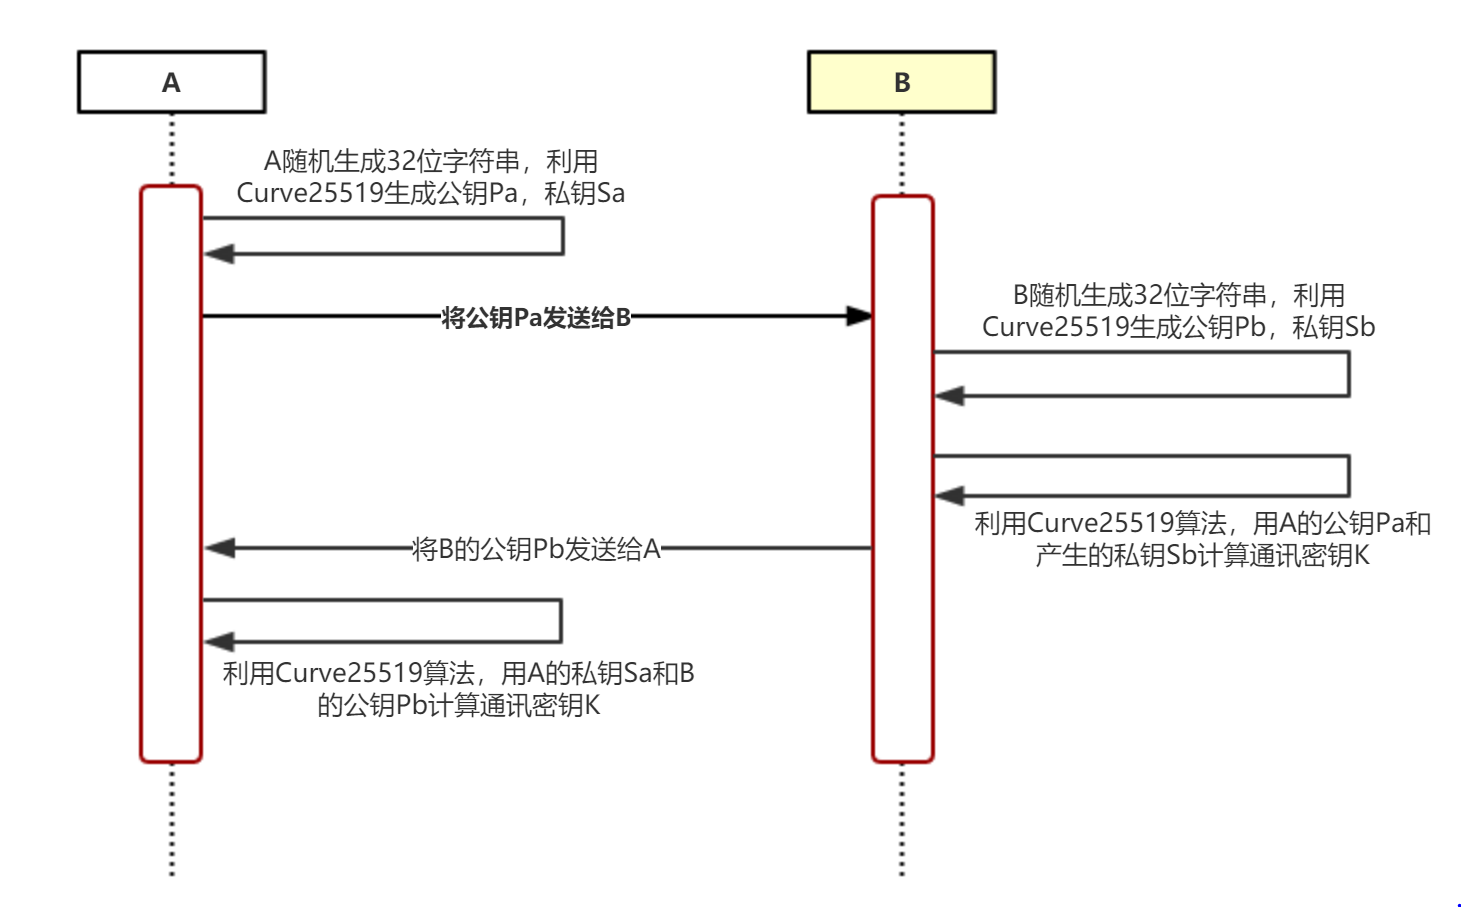 A
B
A随机生成32位字符串，利用
Curve25519生成公钥Pa，私钥Sa
将公钥Pa发送给B
B随机生成32位字符串，利用
Curve25519生成公钥Pb，私钥Sb
利用Curve25519算法，用A的公钥Pa和
产生的私钥Sb计算通讯密钥K
将B的公钥Pb发送给A
利用Curve25519算法，用A的私钥Sa和B
的公钥Pb计算通讯密钥K